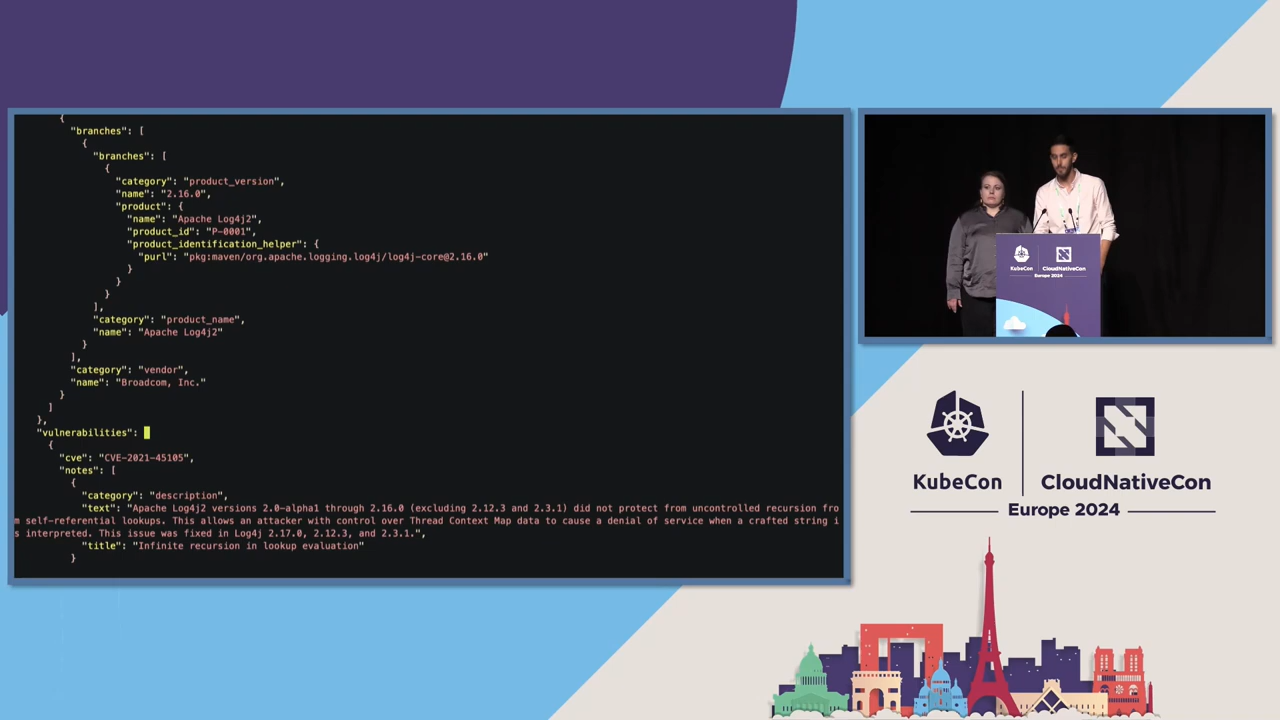 {
"branches": [
{
"branches": [
{
"category": "product_version",
"name": "2.16.0",
"product": {
"name": "Apache Log4j2",
"product_id": "P-0001",
"product_identification_helper": {
"purl": "pkg:maven/org.apache.logging.log4j/log4j-core@2.16.0"
}
}
}
],
"category": "product_name",
"name": "Apache Log4j2"
}
],
"category": "vendor",
"name": "Broadcom, Inc."
}
]
},
"vulnerabilities":
{
"cve": "CVE-2021-45105",
"notes": [
{
"category": "description",
"text": "Apache Log4j2 versions 2.0-alpha1 through 2.16.0 (excluding 2.12.3 and 2.3.1) did not protect from uncontrolled recursion fro
m self-referential lookups. This allows an attacker with control over Thread Context Map data to cause a denial of service when a crafted string i
s interpreted. This issue was fixed in Log4j 2.17.0, 2.12.3, and 2.3.1.",
"title": "Infinite recursion in lookup evaluation"
}
KubeCon CloudNativeCon
Europe 2024
KubeCon CloudNativeCon
Europe 2024